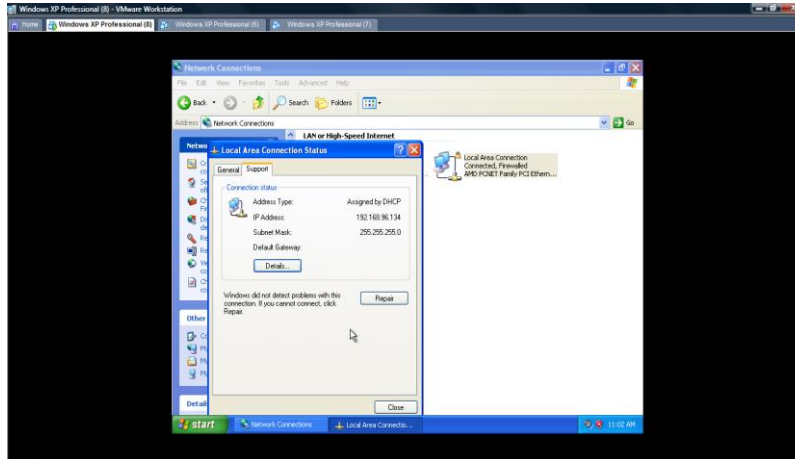 Windows XP Professional (8) - VMware Workstation
Home
Windows XP Professional (8)
Windows XP Professional (6)
Windows XP Professional (7)
Network Connections
File Edit View Favorites Tools Advanced Help
Back
Search
Folders
Address
Network Connections
Go
LAN or High-Speed Internet
Netwo
Local Area Connection Status
General
Support
Connection status
Address Type: Assigned by DHCP
IP Address: 192.168.96.134
Subnet Mask: 255.255.255.0
Default Gateway:
Details...
Windows did not detect problems with this
connection. If you cannot connect, click
Repair.
Repair
Close
Local Area Connection
Connected, Firewalled
AMD PCNET Family PCI Ethern...
Other
Detail
start
Network Connections
Local Area Connectio...
11:02 AM